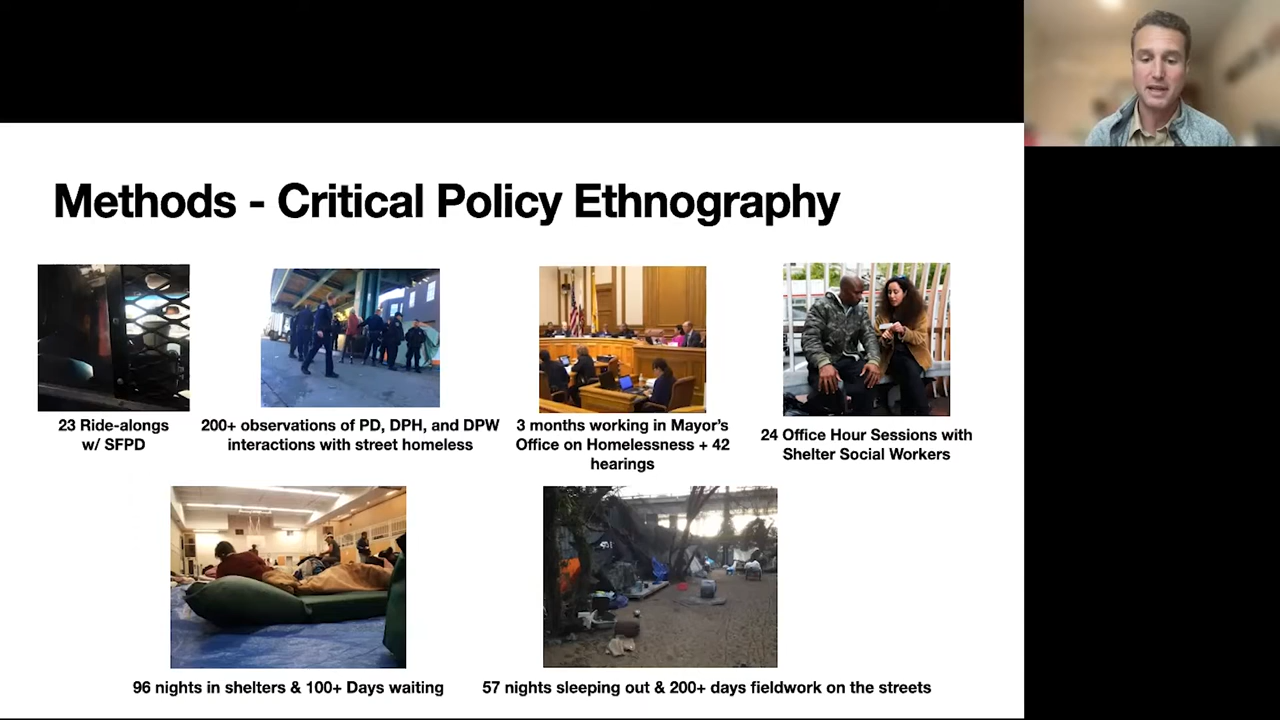 Methods - Critical Policy Ethnography
23 Ride-alongs
w/ SFPD
200+ observations of PD, DPH, and DPW
interactions with street homeless
3 months working in Mayor's
Office on Homelessness + 42
hearings
24 Office Hour Sessions with
Shelter Social Workers
96 nights in shelters & 100+ Days waiting
57 nights sleeping out & 200+ days fieldwork on the streets